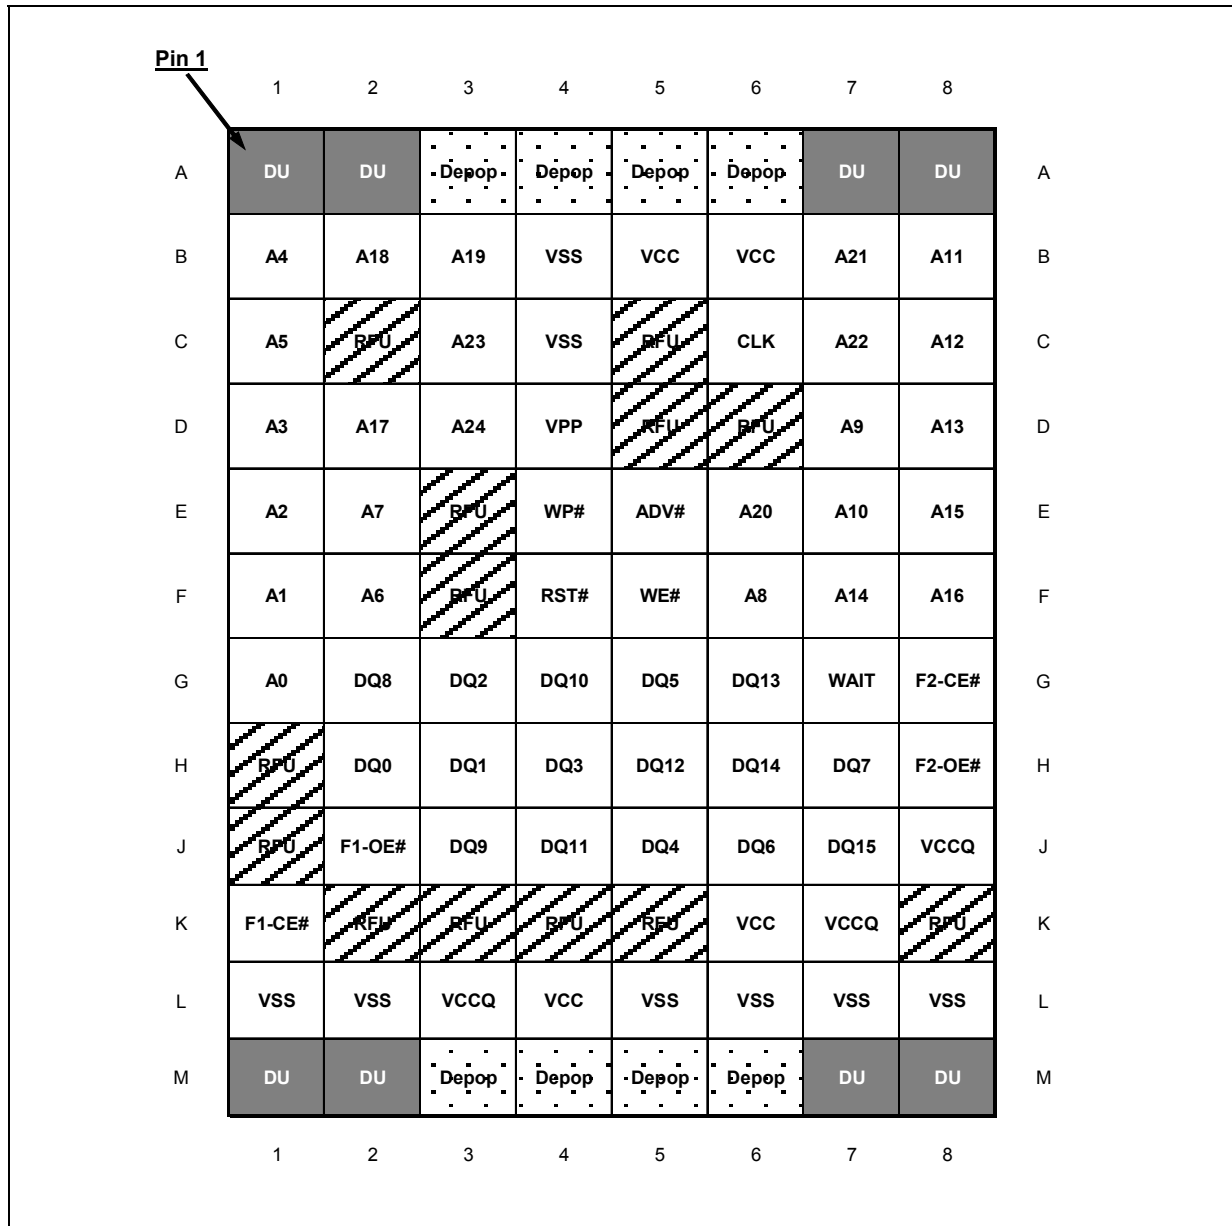 Pin 1
1 2 3 4 5 6 7 8
A DU DU Depop Depop Depop Depop DU DU A
B A4 A18 A19 VSS VCC VCC A21 A11 B
C A5 RFU A23 VSS RFU CLK A22 A12 C
D A3 A17 A24 VPP RFU RFU A9 A13 D
E A2 A7 RFU WP# ADV# A20 A10 A15 E
F A1 A6 RFU RST# WE# A8 A14 A16 F
G A0 DQ8 DQ2 DQ10 DQ5 DQ13 WAIT F2-CE# G
H RFU DQ0 DQ1 DQ3 DQ12 DQ14 DQ7 F2-OE# H
J RFU F1-OE# DQ9 DQ11 DQ4 DQ6 DQ15 VCCQ J
K F1-CE# RFU RFU RFU RFU VCC VCCQ RFU K
L VSS VSS VCCQ VCC VSS VSS VSS VSS L
M DU DU Depop Depop Depop Depop DU DU M
1 2 3 4 5 6 7 8